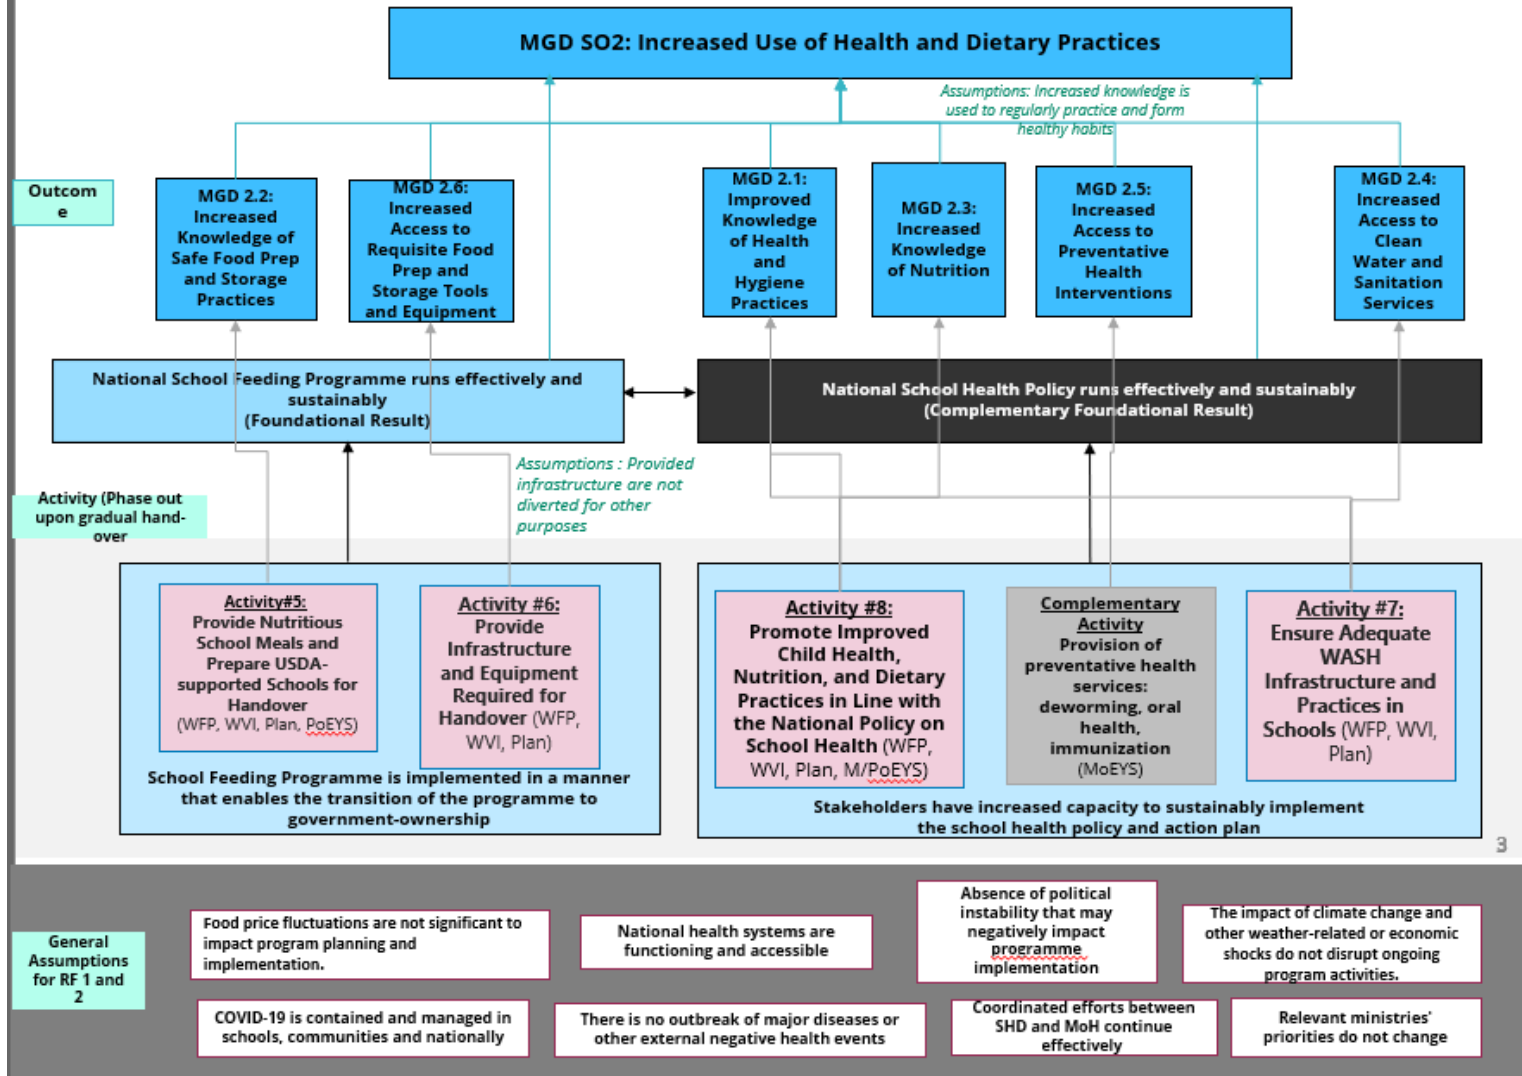 MGD SO2: Increased Use of Health and Dietary Practices
Assumptions: Increased knowledge is
used to regularly practice and form
healthy habits
Outcom
e
MGD 2.2:
Increased
Knowledge of
Safe Food Prep
and Storage
Practices
MGD 2.6:
Increased
Access to
Requisite Food
Prep and
Storage Tools
and Equipment
MGD 2.1:
Improved
Knowledge
of Health
and
Hygiene
Practices
MGD 2.3:
Increased
Knowledge
of Nutrition
MGD 2.5:
Increased
Access to
Preventative
Health
Interventions
MGD 2.4:
Increased
Access to
Clean
Water and
Sanitation
Services
National School Feeding Programme runs effectively and
sustainably
(Foundational Result)
National School Health Policy runs effectively and sustainably
(Complementary Foundational Result)
Assumptions : Provided
infrastructure are not
diverted for other
purposes
Activity (Phase out
upon gradual hand-
over
Activity#5:
Provide Nutritious
School Meals and
Prepare USDA-
supported Schools for
Handover
(WFP, WVI, Plan, PoEYS)
Activity #6:
Provide
Infrastructure
and Equipment
Required for
Handover (WFP,
WVI, Plan)
School Feeding Programme is implemented in a manner
that enables the transition of the programme to
government-ownership
Activity #8:
Promote Improved
Child Health,
Nutrition, and Dietary
Practices in Line with
the National Policy on
School Health (WFP,
WVI, Plan, M/PoEYS)
Complementary
Activity
Provision of
preventative health
services:
deworming, oral
health,
immunization
(MoEYS)
Activity #7:
Ensure Adequate
WASH
Infrastructure and
Practices in
Schools (WFP, WVI,
Plan)
Stakeholders have increased capacity to sustainably implement
the school health policy and action plan
3
General
Assumptions
for RF 1 and
2
Food price fluctuations are not significant to
impact program planning and
implementation.
National health systems are
functioning and accessible
Absence of political
instability that may
negatively impact
programme
implementation
The impact of climate change and
other weather-related or economic
shocks do not disrupt ongoing
program activities.
COVID-19 is contained and managed in
schools, communities and nationally
There is no outbreak of major diseases or
other external negative health events
Coordinated efforts between
SHD and MoH continue
effectively
Relevant ministries'
priorities do not change